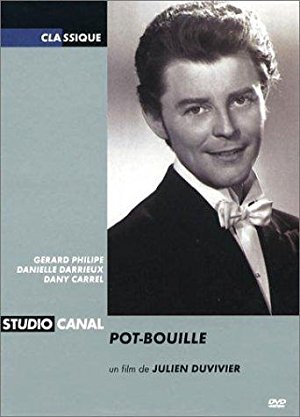 CLASSIQUE
GERARD PHILIPE
DANIELLE DARRIEUX
DANY CARREL
STUDIO CANAL
POT-BOUILLE
un film de JULIEN DUVIVIER
DVD